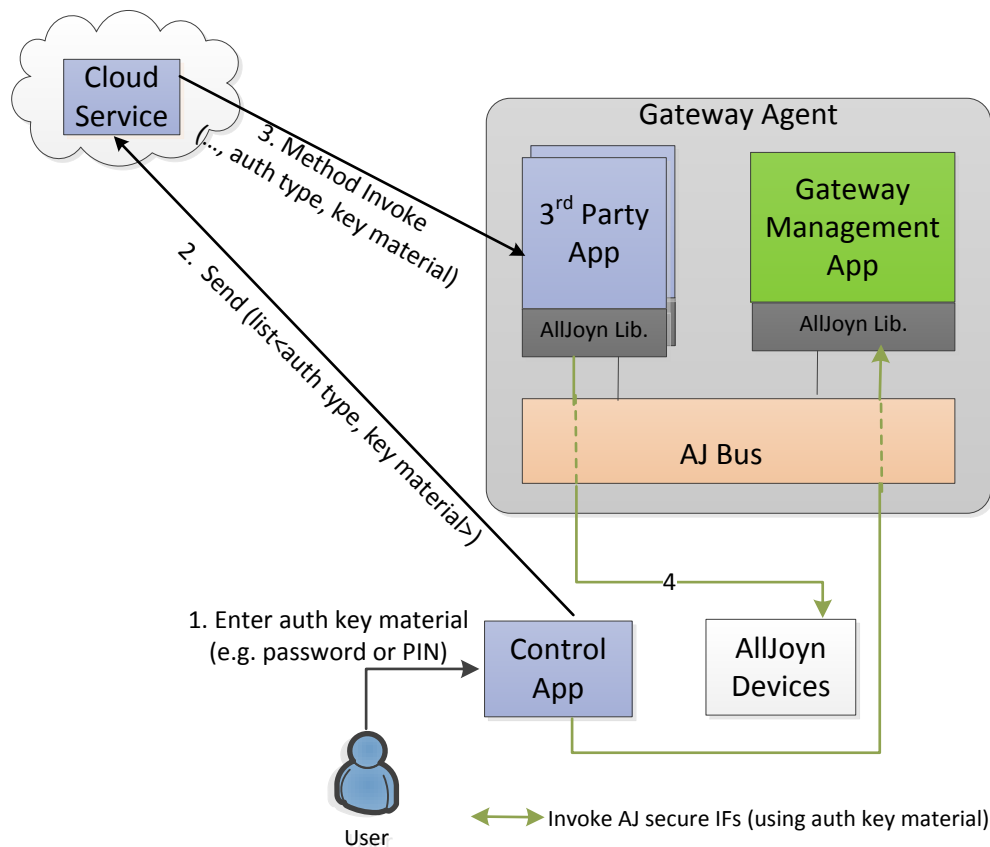 Cloud
Service
Gateway Agent
3. Method Invoke
(..., auth type, key material)
3rd Party
App
AllJoyn Lib.
Gateway
Management
App
AllJoyn Lib.
2. Send (list<auth type, key material>)
AJ Bus
4
1. Enter auth key material
(e.g. password or PIN)
Control
App
AllJoyn
Devices
User
Invoke AJ secure IFs (using auth key material)